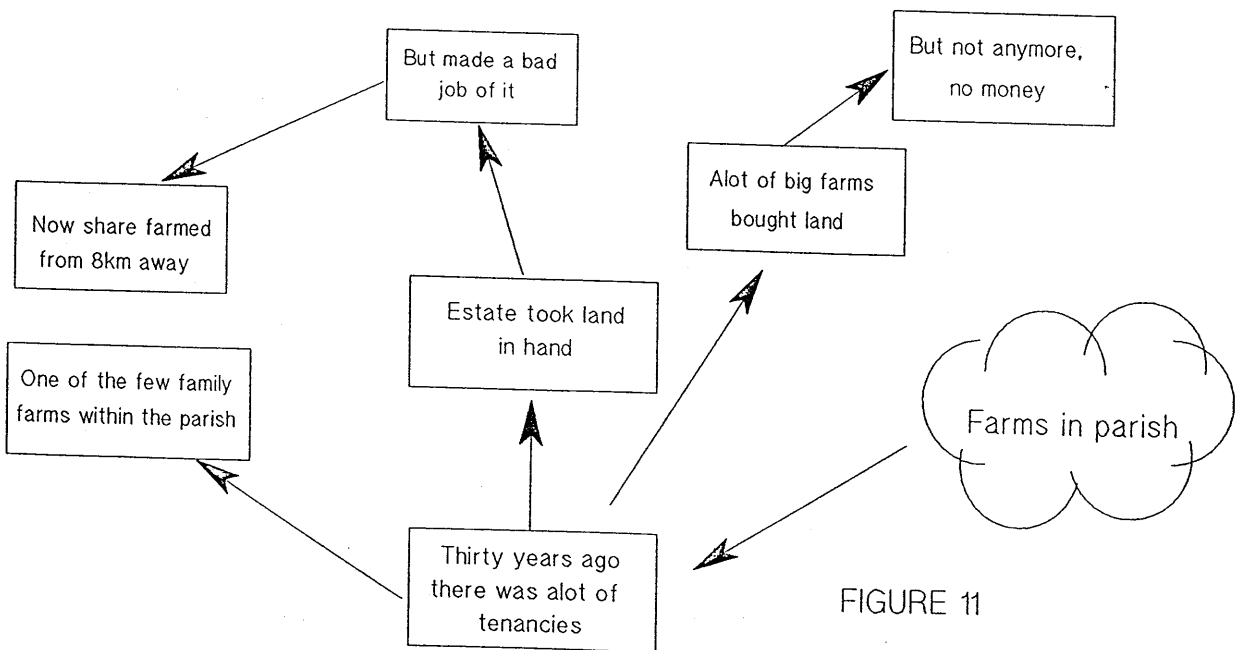 But made a bad
job of it
But not anymore,
no money
Alot of big farms
bought land
Now share farmed
from 8km away
Estate took land
in hand
One of the few family
farms within the parish
Farms in parish
Thirty years ago
there was alot of
tenancies
FIGURE 11